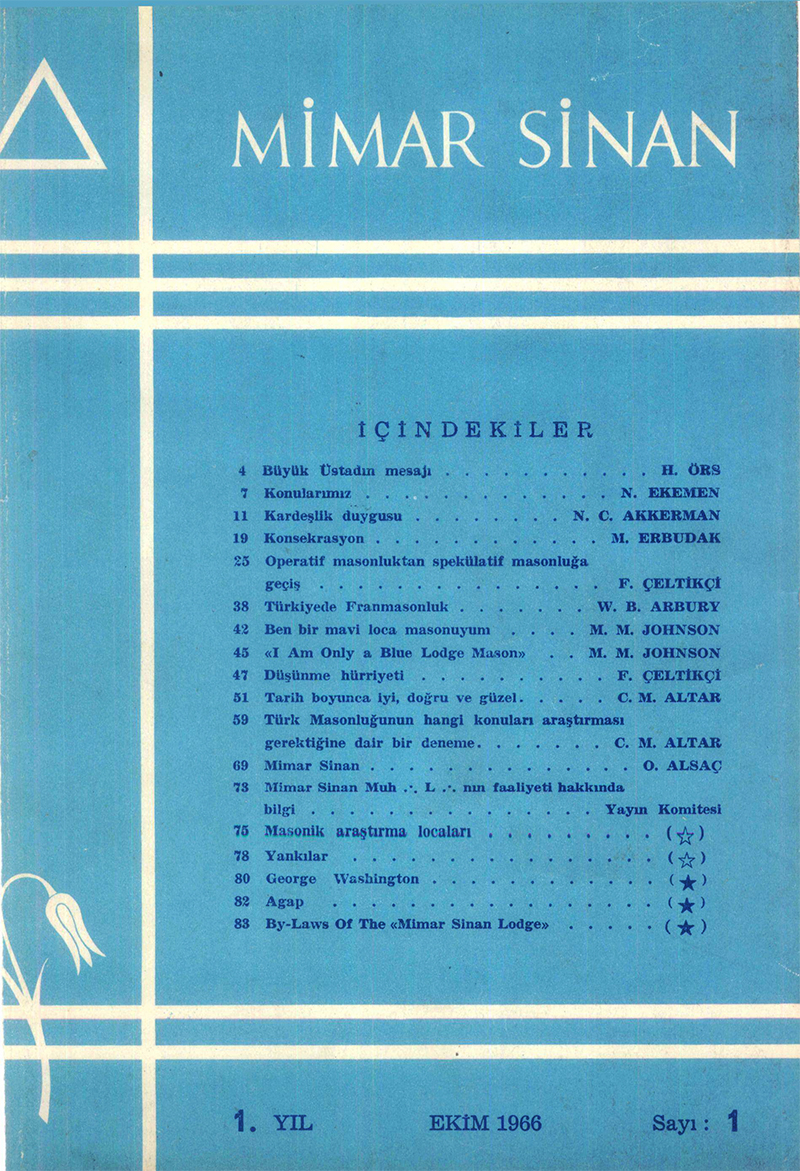 MİMAR SİNAN
İÇİNDEKİLER
4 Büyük Üstadın mesajı . . . . . . . . . . . H. ÖRS
7 Konularımız . . . . . . . . . . . . . . N. EKEMEN
11 Kardeşlik duygusu . . . . . . . . N. C. AKKERMAN
19 Konsekrasyon . . . . . . . . . . . . M. ERBUDAK
25 Operatif masonluktan spekülatif masonluğa
geçiş . . . . . . . . . . . . . . . F. ÇELTİKÇİ
38 Türkiyede Franmasonluk . . . . . . . W. B. ARBURY
42 Ben bir mavi loca masonuyum . . . . M. M. JOHNSON
45 «I Am Only a Blue Lodge Mason» . . M. M. JOHNSON
47 Düşünme hürriyeti . . . . . . . . . . F. ÇELTİKÇİ
51 Tarih boyunca iyi, doğru ve güzel. . . . . C. M. ALTAR
59 Türk Masonluğunun hangi konuları araştırması
gerektiğine dair bir deneme. . . . . . . C. M. ALTAR
69 Mimar Sinan . . . . . . . . . . . . . . O. ALSAÇ
73 Mimar Sinan Muh .·. L .·. nın faaliyeti hakkında
bilgi . . . . . . . . . . . . . . . Yayın Komitesi
75 Masonik araştırma locaları . . . . . . . . . (☆)
78 Yankılar . . . . . . . . . . . . . . . . . (☆)
80 George Washington . . . . . . . . . . . . (★)
82 Agap . . . . . . . . . . . . . . . . . . (★)
83 By-Laws Of The «Mimar Sinan Lodge» . . . . . (★)
1. YIL EKİM 1966 Sayı : 1